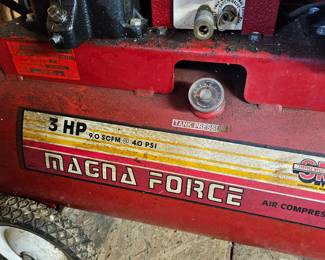 TANK PRESSURE
3 HP
9.0 SCFM @ 40 PSI
MAGNA FORCE
AIR COMPRES